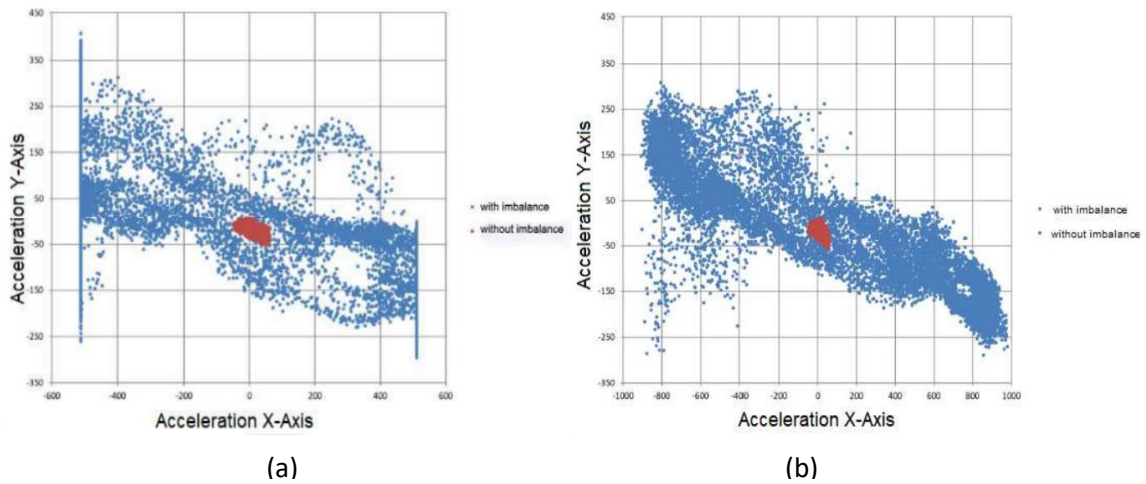 450
350
250
150
50
-50
-150
-250
-350
-600 -400 -200 0 200 400 600
Acceleration Y-Axis
Acceleration X-Axis
with imbalance
without imbalance
(a)
450
350
250
150
50
-50
-150
-250
-350
-1000 -800 -600 -400 -200 0 200 400 600 800 1000
Acceleration Y-Axis
Acceleration X-Axis
with imbalance
without imbalance
(b)